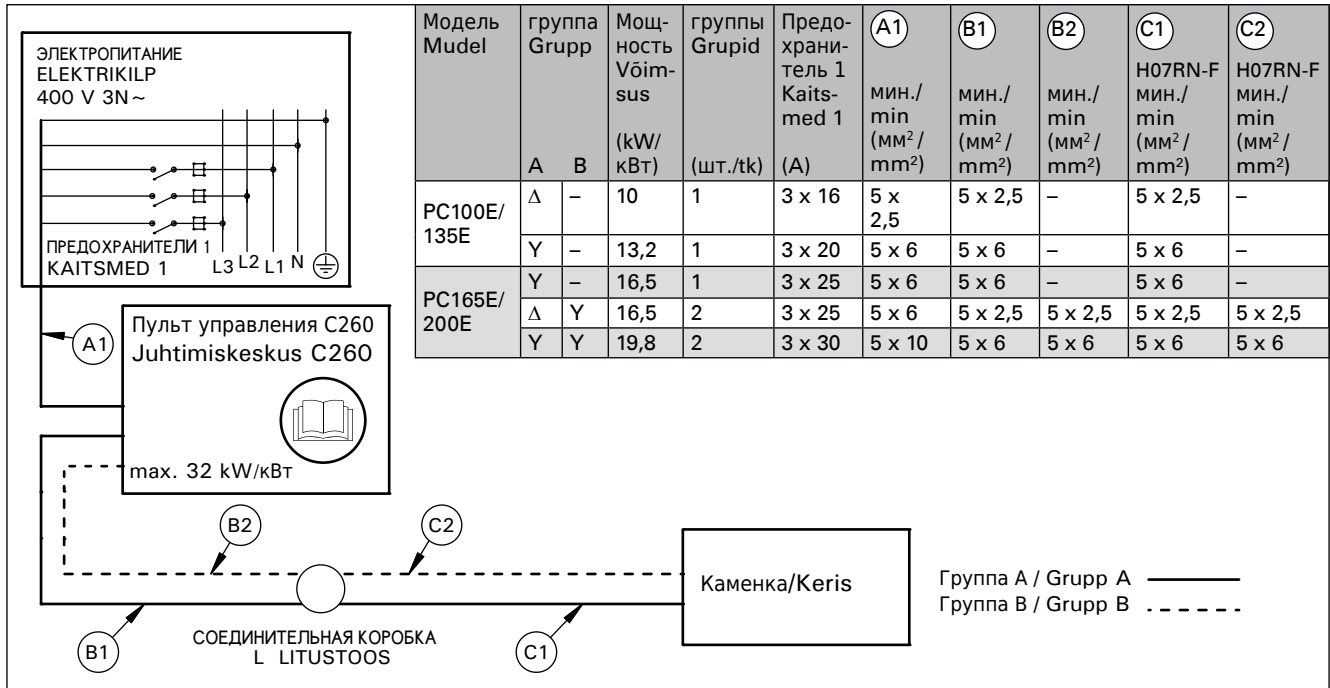 ЭЛЕКТРОПИТАНИЕ
ELEKTRIKILP
400 V 3N~
ПРЕДОХРАНИТЕЛИ 1
KAITSMED 1
L3 L2 L1 N
A1
Пульт управления C260
Juhtimiskeskus C260
max. 32 kW/кВт
B2
C2
B1
СОЕДИНИТЕЛЬНАЯ КОРОБКА
L LITUSTOOS
C1
Каменка/Keris
Группа A / Grupp A
Группа B / Grupp B
Модель Mudel | группа Grupp A B | Мощ-ность Võim-sus (kW/кВт) | группы Grupid (шт./tk) | Предо-храни-тель 1 Kaits-med 1 (A) | A1 мин./min (мм²/mm²) | B1 мин./min (мм²/mm²) | B2 мин./min (мм²/mm²) | C1 H07RN-F мин./min (мм²/mm²) | C2 H07RN-F мин./min (мм²/mm²)
PC100E/135E | Δ | – | 10 | 1 | 3 x 16 | 5 x 2,5 | 5 x 2,5 | – | 5 x 2,5 | –
Y | – | 13,2 | 1 | 3 x 20 | 5 x 6 | 5 x 6 | – | 5 x 6 | –
PC165E/200E | Y | – | 16,5 | 1 | 3 x 25 | 5 x 6 | 5 x 6 | – | 5 x 6 | –
Δ | Y | 16,5 | 2 | 3 x 25 | 5 x 6 | 5 x 2,5 | 5 x 2,5 | 5 x 2,5 | 5 x 2,5
Y | Y | 19,8 | 2 | 3 x 30 | 5 x 10 | 5 x 6 | 5 x 6 | 5 x 6 | 5 x 6